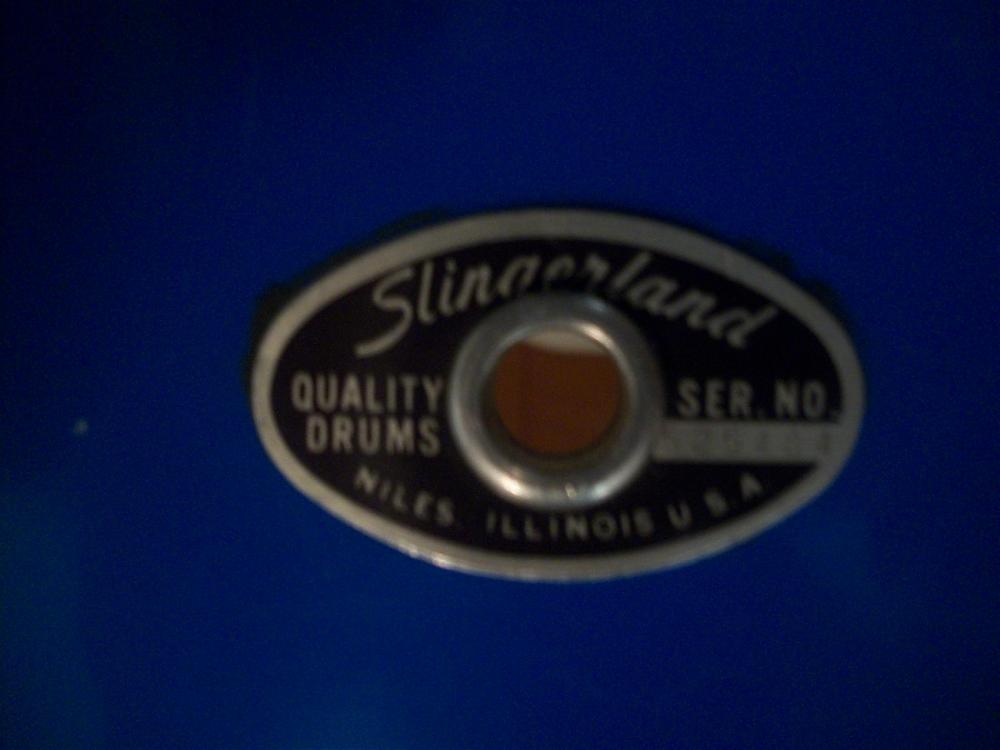 Slingerland
QUALITY
DRUMS
SER. NO.
NILES. ILLINOIS U S.A